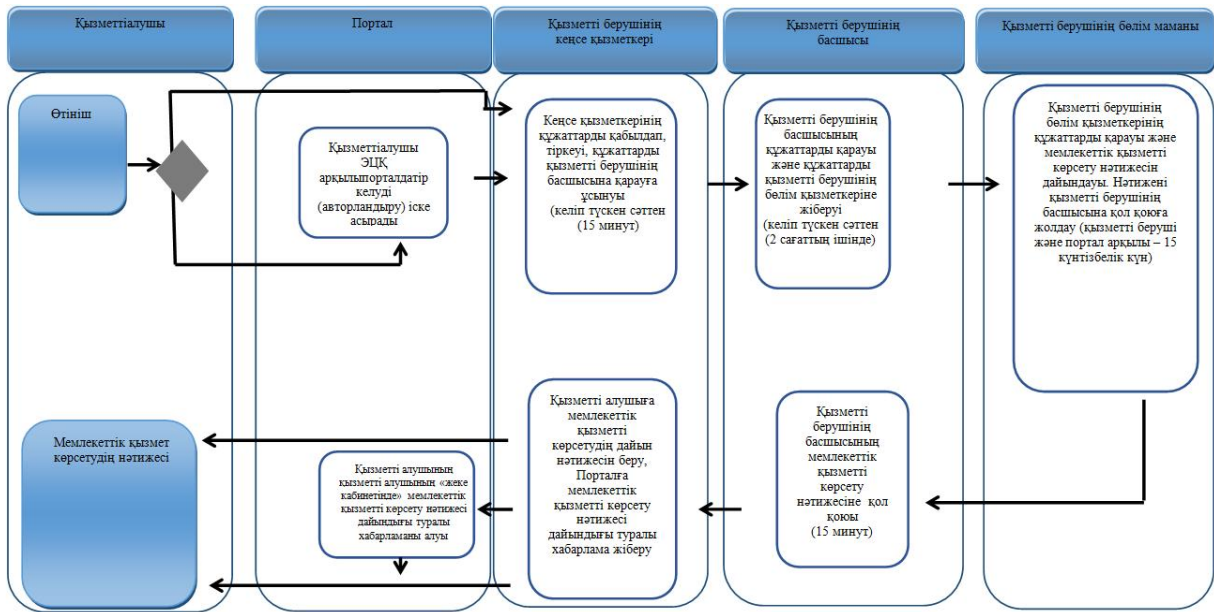 Қызметтіалушы
Портал
Қызметті берушінің
кеңсе қызметкері
Қызметті берушінің
басшысы
Қызметті берушінің бөлім маманы
Өтініш
Қызметтіалушы
ЭЦҚ
арқылыпорталдатір
келуді
(авторландыру) іске
асырады
Кеңсе қызметкерінің
құжаттарды қабылдап,
тіркеуі, құжаттарды
қызметті берушінің
басшысына қарауға
ұсынуы
(келіп түскен сәттен
(15 минут)
Қызметті берушінің
басшысының
құжаттарды қарауы
және құжаттарды
қызметті берушінің
бөлім қызметкеріне
жіберуі
(келіп түскен сәттен
(2 сағаттың ішінде)
Қызметті берушінің
бөлім қызметкерінің
құжаттарды қарауы және
мемлекеттік қызметті
көрсету нәтижесін
дайындауы. Нәтижені
қызметті берушінің
басшысына қол қоюға
жолдау (қызметті беруші
және портал арқылы – 15
күнтізбелік күн)
Мемлекеттік қызмет
көрсетудің нәтижесі
Қызметті алушының
қызметті алушының «жеке
кабинетінде» мемлекеттік
қызметті көрсету нәтижесі
дайындығы туралы
хабарламаны алуы
Қызметті алушыға
мемлекеттік
қызметті
көрсетудің дайын
нәтижесін беру,
Порталға
мемлекеттік
қызметті көрсету
нәтижесі
дайындығы туралы
хабарлама жіберу
Қызметті
берушінің
басшысының
мемлекеттік
қызметті
көрсету
нәтижесіне қол
қоюы
(15 минут)